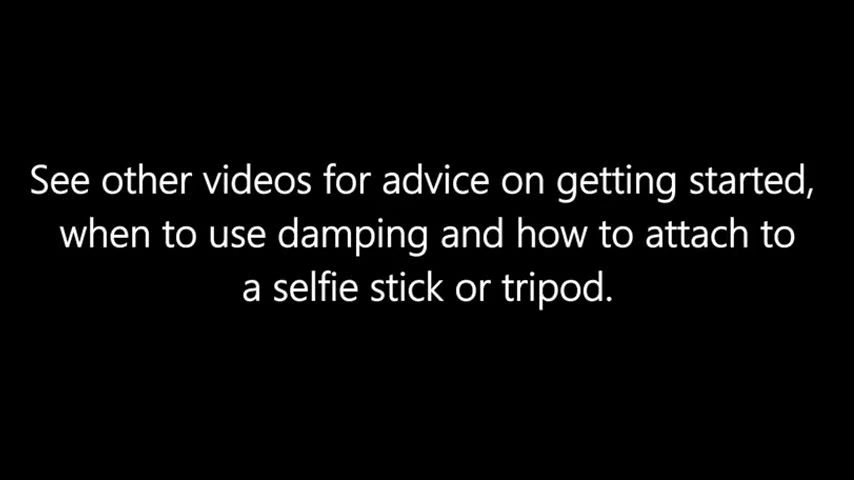 See other videos for advice on getting started,
when to use damping and how to attach to
a selfie stick or tripod.